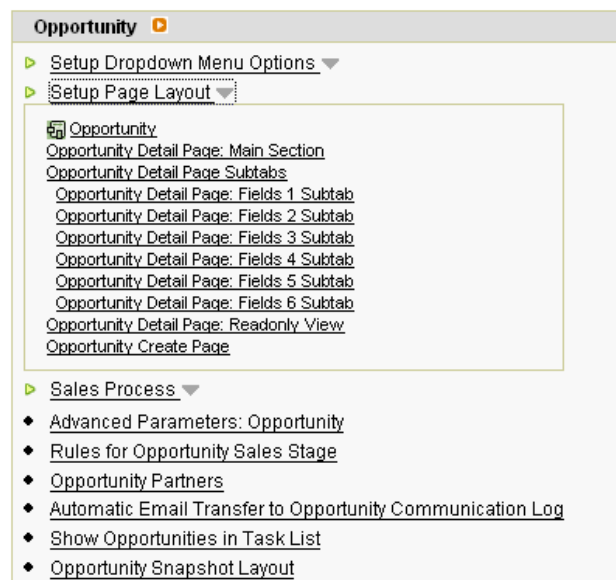 Opportunity
Setup Dropdown Menu Options
Setup Page Layout
Opportunity
Opportunity Detail Page: Main Section
Opportunity Detail Page Subtabs
Opportunity Detail Page: Fields 1 Subtab
Opportunity Detail Page: Fields 2 Subtab
Opportunity Detail Page: Fields 3 Subtab
Opportunity Detail Page: Fields 4 Subtab
Opportunity Detail Page: Fields 5 Subtab
Opportunity Detail Page: Fields 6 Subtab
Opportunity Detail Page: Readonly View
Opportunity Create Page
Sales Process
Advanced Parameters: Opportunity
Rules for Opportunity Sales Stage
Opportunity Partners
Automatic Email Transfer to Opportunity Communication Log
Show Opportunities in Task List
Opportunity Snapshot Layout